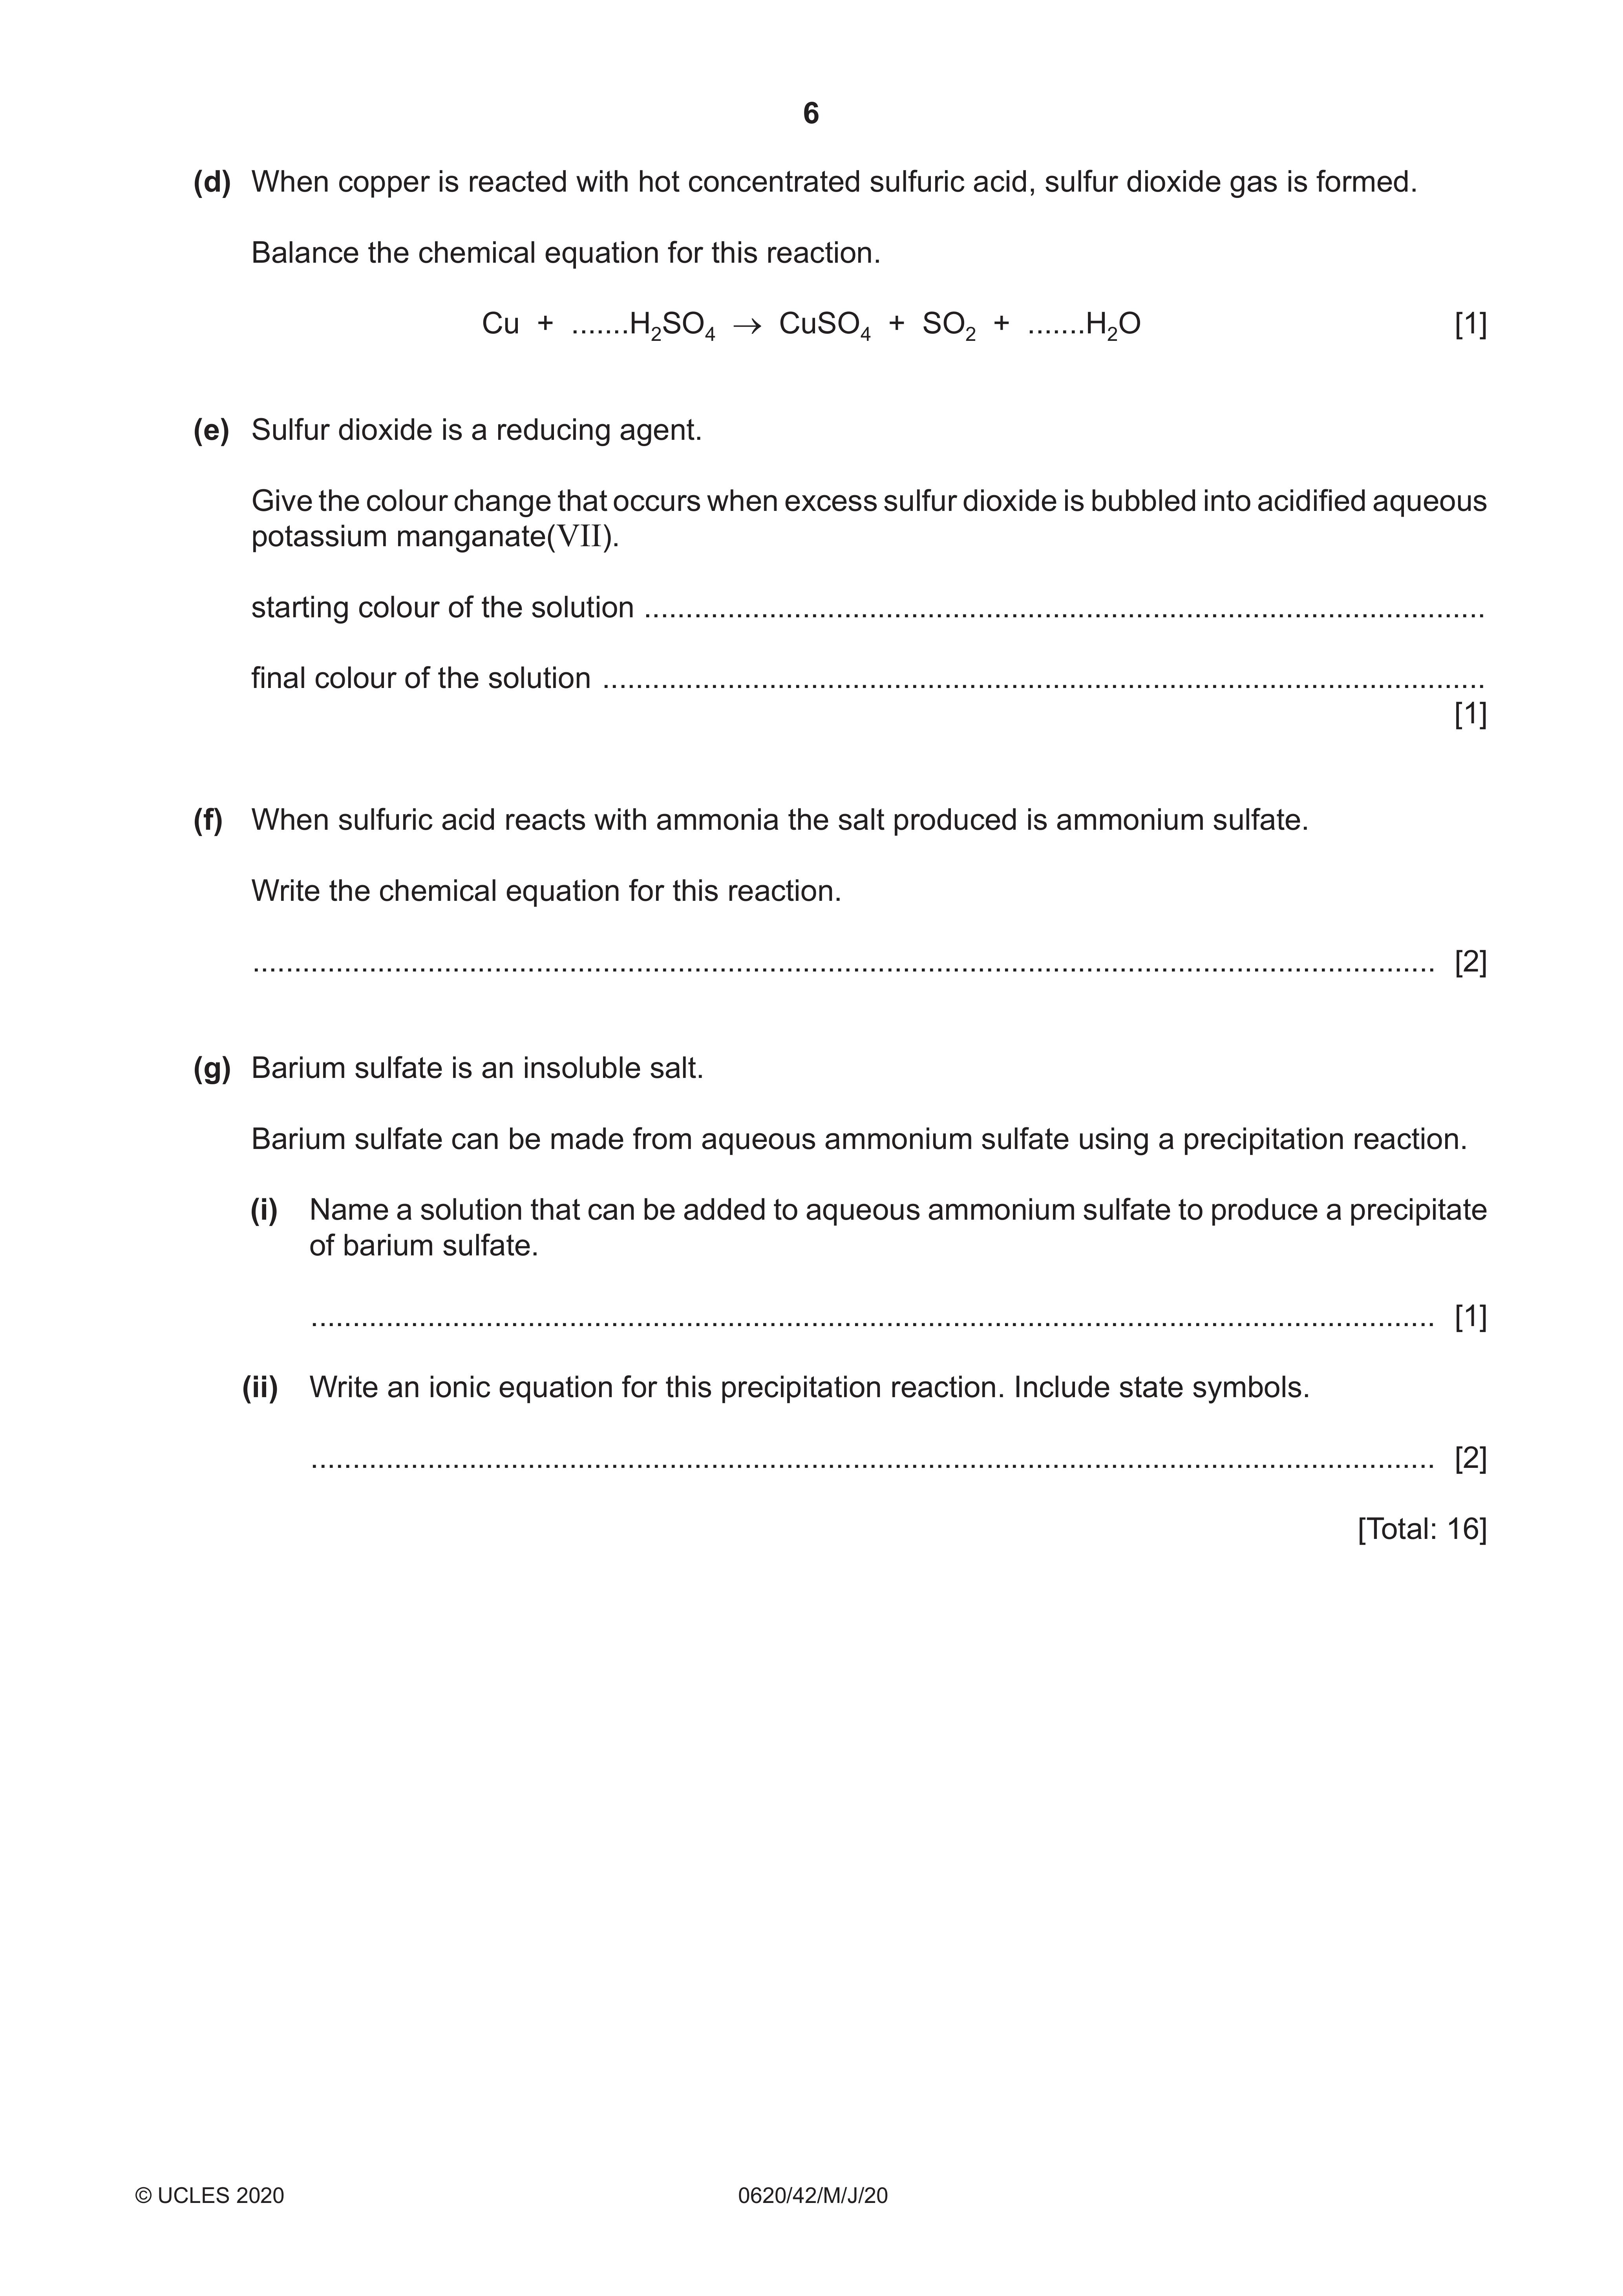 6
(d) When copper is reacted with hot concentrated sulfuric acid, sulfur dioxide gas is formed.
Balance the chemical equation for this reaction.
Cu + .......H₂SO₄ → CuSO₄ + SO₂ + .......H₂O [1]
(e) Sulfur dioxide is a reducing agent.
Give the colour change that occurs when excess sulfur dioxide is bubbled into acidified aqueous
potassium manganate(VII).
starting colour of the solution ....................................................................................................
final colour of the solution .........................................................................................................
[1]
(f) When sulfuric acid reacts with ammonia the salt produced is ammonium sulfate.
Write the chemical equation for this reaction.
............................................................................................................................................. [2]
(g) Barium sulfate is an insoluble salt.
Barium sulfate can be made from aqueous ammonium sulfate using a precipitation reaction.
(i) Name a solution that can be added to aqueous ammonium sulfate to produce a precipitate
of barium sulfate.
...................................................................................................................................... [1]
(ii) Write an ionic equation for this precipitation reaction. Include state symbols.
...................................................................................................................................... [2]
[Total: 16]
© UCLES 2020 0620/42/M/J/20